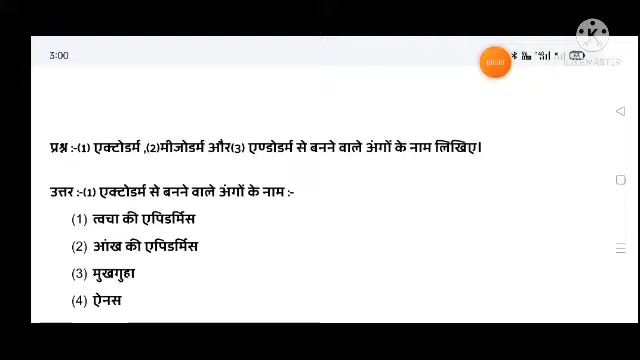 3:00
K
KINEMASTER
प्रश्न :-(1) एक्टोडर्म ,(2)मीजोडर्म और(3) एण्डोडर्म से बनने वाले अंगों के नाम लिखिए।
उत्तर :-(1) एक्टोडर्म से बनने वाले अंगों के नाम :-
(1) त्वचा की एपिडर्मिस
(2) आंख की एपिडर्मिस
(3) मुखगुहा
(4) ऐनस